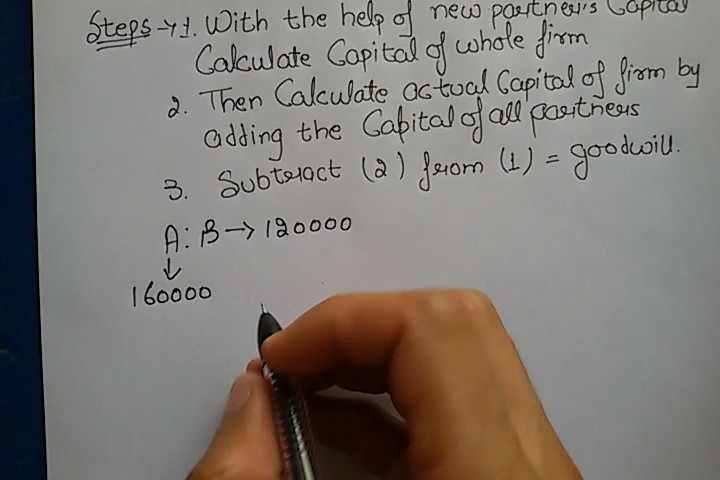 Steps → 1. With the help of new partner's Capital
Calculate Capital of whole firm
2. Then Calculate actual Capital of firm by
adding the Capital of all partners
3. Subtract (2) from (1) = goodwill.
A : B → 120000
↓
160000